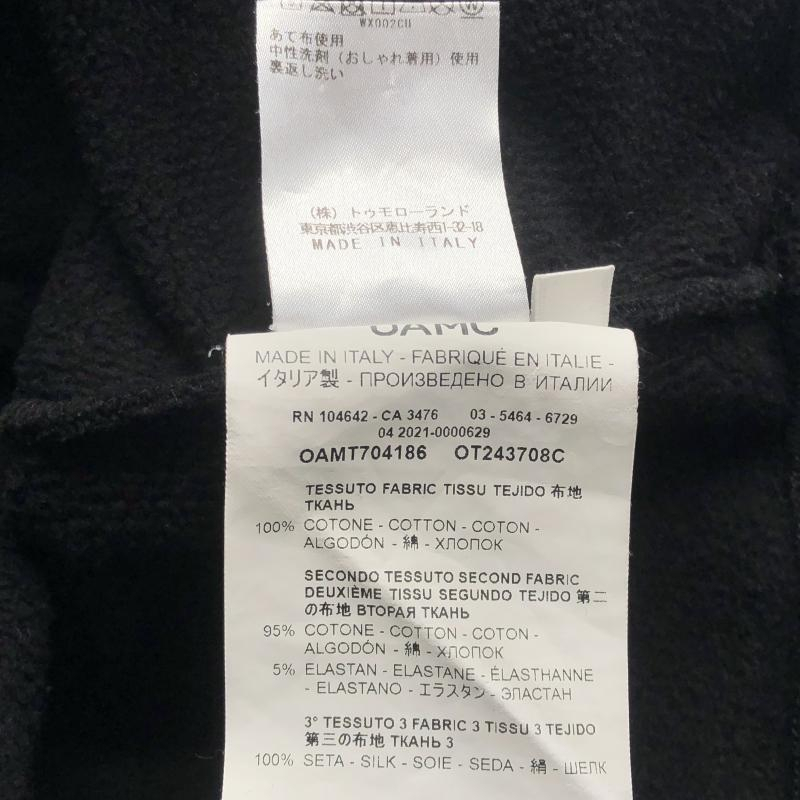 WX002CU
あて布使用
中性洗剤（おしゃれ着用）使用
裏返し洗い
（株）トゥモローランド
東京都渋谷区恵比寿西1-32-18
MADE IN ITALY
OAMC
MADE IN ITALY - FABRIQUÉ EN ITALIE -
イタリア製 - ПРОИЗВЕДЕНО В ИТАЛИИ
RN 104642 - CA 3476 03 - 5464 - 6729
04 2021-0000629
OAMT704186 OT243708C
TESSUTO FABRIC TISSU TEJIDO 布地
ТКАНЬ
100% COTONE - COTTON - COTON -
ALGODÓN - 綿 - ХЛОПОК
SECONDO TESSUTO SECOND FABRIC
DEUXIÈME TISSU SEGUNDO TEJIDO 第二
の布地 ВТОРАЯ ТКАНЬ
95% COTONE - COTTON - COTON -
ALGODÓN - 綿 - ХЛОПОК
5% ELASTAN - ELASTANE - ÉLASTHANNE
- ELASTANO - エラスタン - ЭЛАСТАН
3° TESSUTO 3 FABRIC 3 TISSU 3 TEJIDO
第三の布地 ТКАНЬ 3
100% SETA - SILK - SOIE - SEDA - 絹 - ШЕЛК